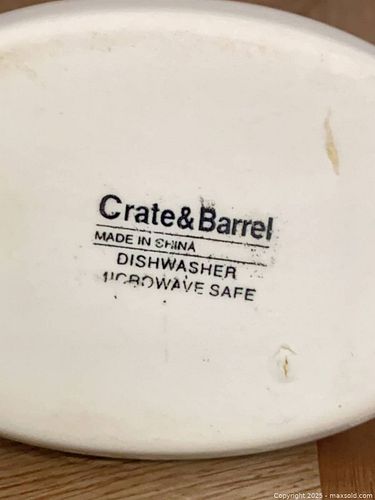 Crate&Barrel
MADE IN CHINA
DISHWASHER
MICROWAVE SAFE
Copyright 2025 - maxsold.com